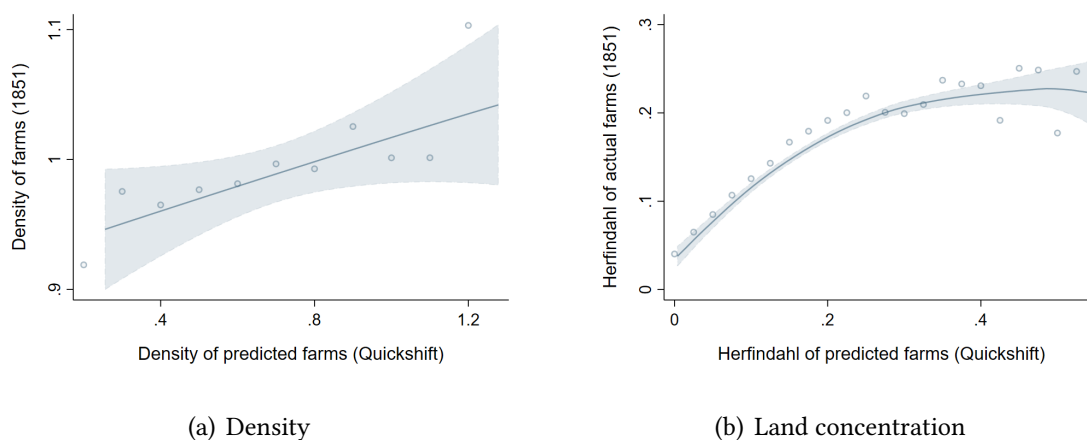 Density of farms (1851)
1.1
1
.9
.4
.8
1.2
Density of predicted farms (Quickshift)
(a) Density
Herfindahl of actual farms (1851)
.3
.2
.1
0
0
.2
.4
Herfindahl of predicted farms (Quickshift)
(b) Land concentration